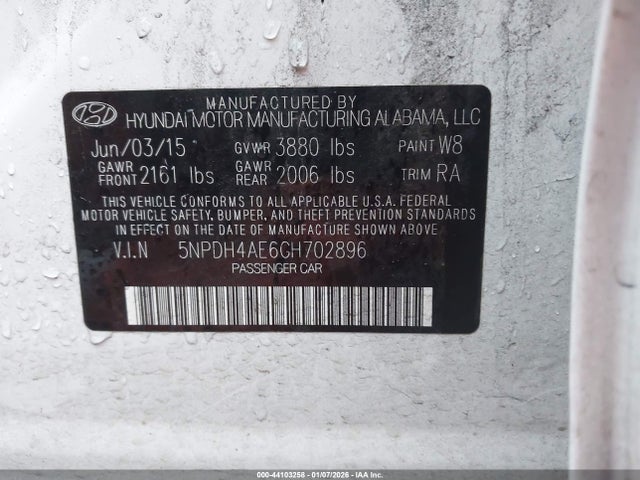 MANUFACTURED BY
HYUNDAI MOTOR MANUFACTURING ALABAMA, LLC
Jun/03/15 GVWR 3880 lbs PAINT W8
GAWR FRONT 2161 lbs GAWR REAR 2006 lbs TRIM RA
THIS VEHICLE CONFORMS TO ALL APPLICABLE U.S.A. FEDERAL
MOTOR VEHICLE SAFETY, BUMPER, AND THEFT PREVENTION
STANDARDS IN EFFECT ON THE DATE OF MANUFACTURE SHOWN ABOVE
V.I.N 5NPDH4AE6GH702896
PASSENGER CAR
000-44103258 - 01/07/2026 - IAA Inc.